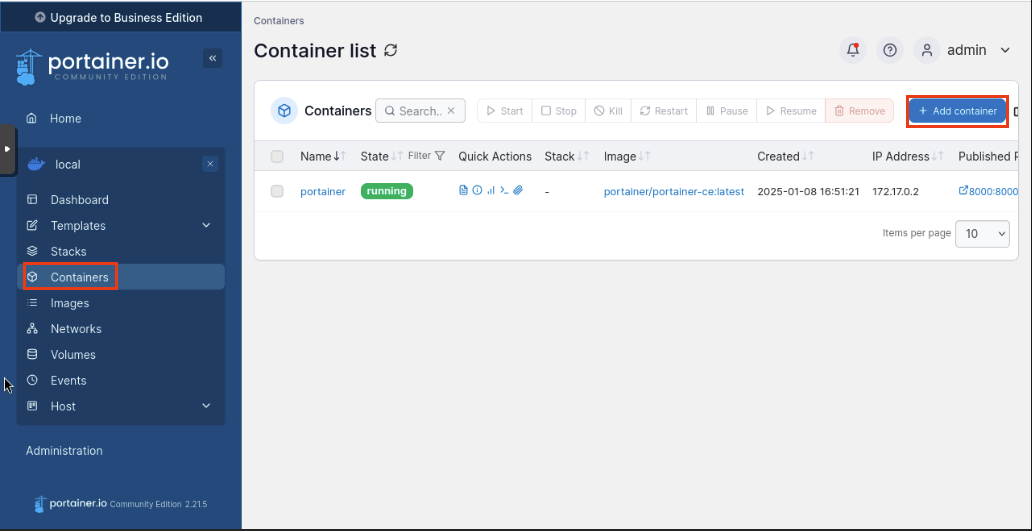 Upgrade to Business Edition
portainer.io
COMMUNITY EDITION
Home
local
Dashboard
Templates
Stacks
Containers
Images
Networks
Volumes
Events
Host
Administration
portainer.io Community Edition 2.21.5
Containers
Container list
admin
Containers Search.. Start Stop Kill Restart Pause Resume Remove + Add container
Name State Filter Quick Actions Stack Image Created IP Address Published
portainer running - portainer/portainer-ce:latest 2025-01-08 16:51:21 172.17.0.2 8000:8000
Items per page 10